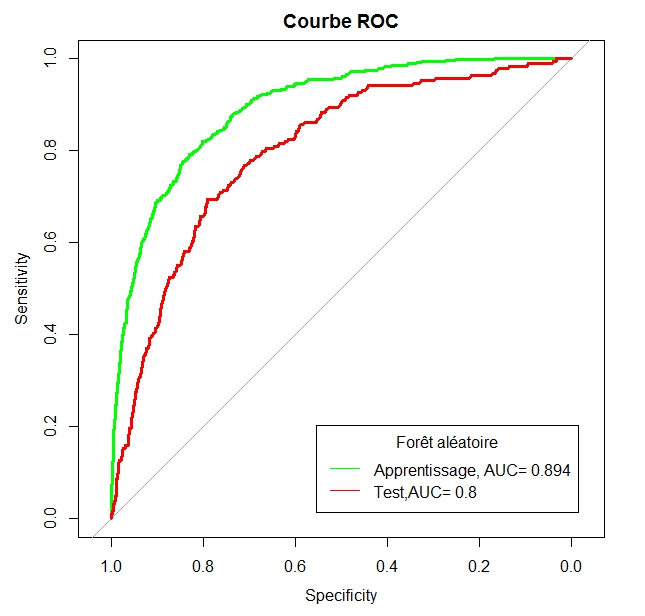 Courbe ROC
1.0
0.8
0.6
0.4
0.2
0.0
Sensitivity
Forêt aléatoire
Apprentissage, AUC= 0.894
Test,AUC= 0.8
1.0 0.8 0.6 0.4 0.2 0.0
Specificity